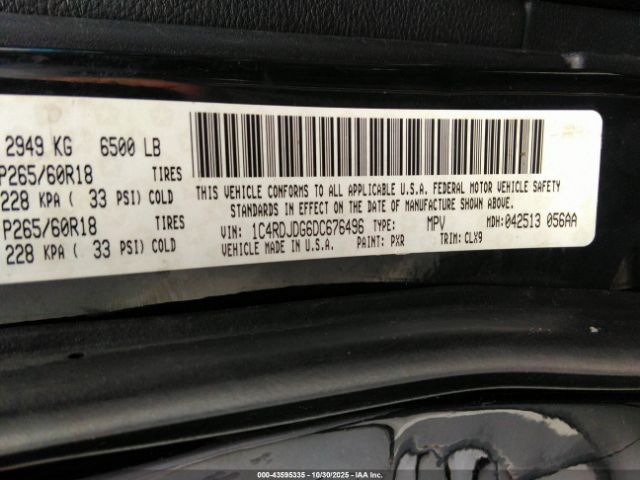 2949 KG 6500 LB
P265/60R18 TIRES
228 KPA ( 33 PSI) COLD
P265/60R18 TIRES
228 KPA ( 33 PSI) COLD
THIS VEHICLE CONFORMS TO ALL APPLICABLE U.S.A. FEDERAL MOTOR VEHICLE SAFETY
STANDARDS IN EFFECT ON THE DATE OF MANUFACTURE SHOWN ABOVE.
VIN: 1C4RDJDG6DC676496 TYPE: MPV MDH: 042513 056AA
VEHICLE MADE IN U.S.A. PAINT: PXR TRIM: CLX9
000-43595335 - 10/30/2025 - IAA Inc.